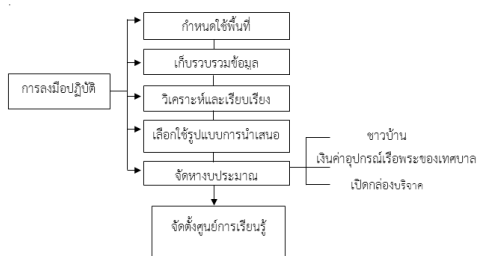 กำหนดใช้พื้นที่
เก็บรวบรวมข้อมูล
การลงมือปฏิบัติ
วิเคราะห์และเรียบเรียง
เลือกใช้รูปแบบการนำเสนอ
ชาวบ้าน
เงินค่าอุปกรณ์เรือพระของเทศบาล
จัดหางบประมาณ
เปิดกล่องบริจาค
จัดตั้งศูนย์การเรียนรู้